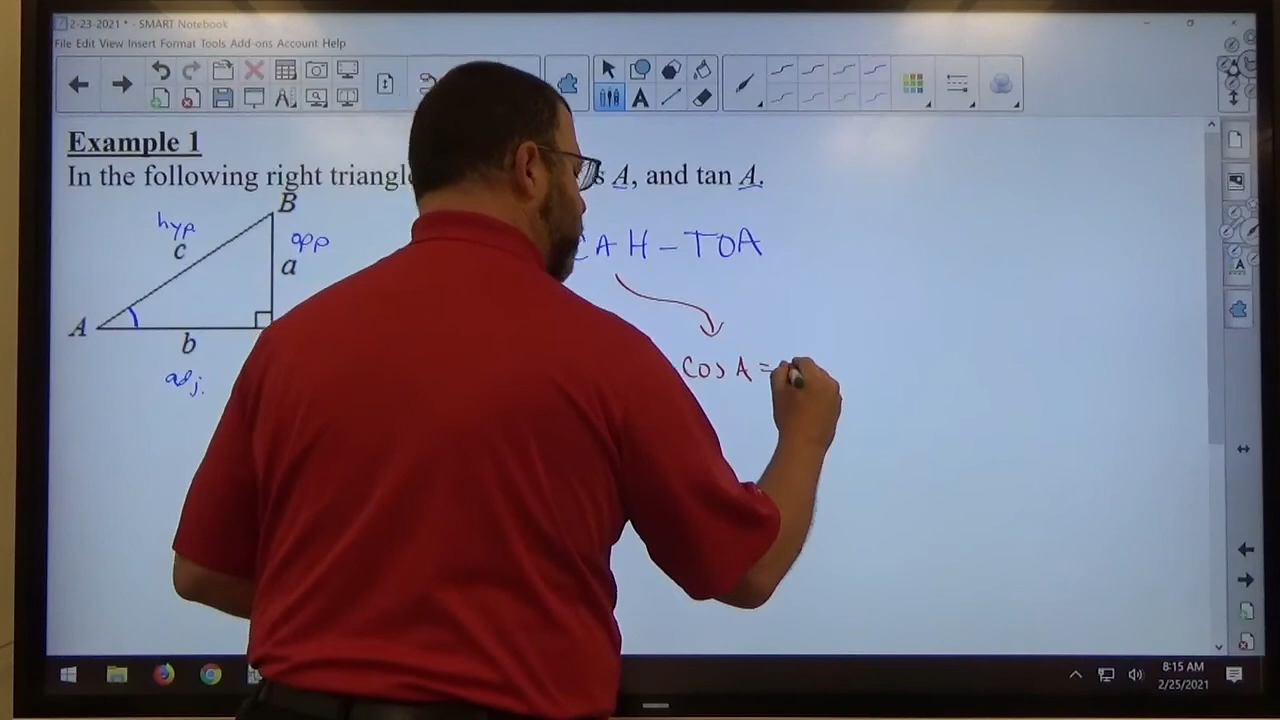 2-23-2021 * - SMART Notebook
File Edit View Insert Format Tools Add-ons Account Help
Example 1
In the following right triangle A, and tan A.
B
hyp
c
opp
a
A
b
adj.
CAH - TOA
cos A =
8:15 AM
2/25/2021